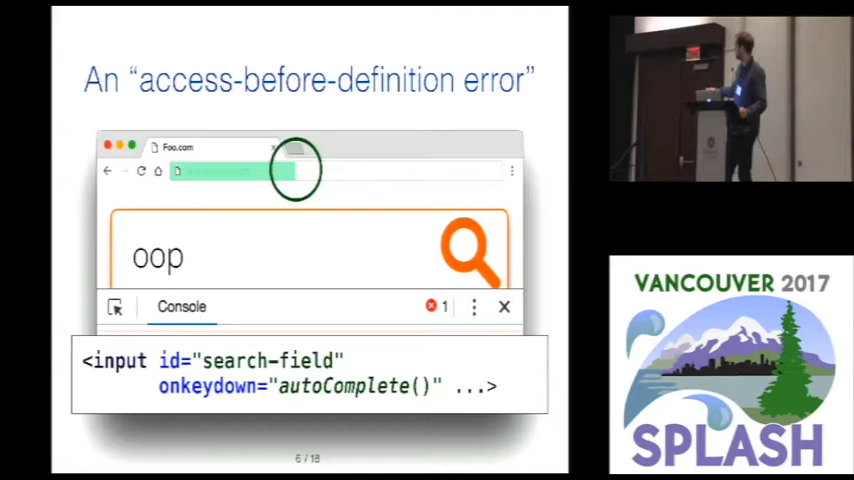 An “access-before-definition error”
Foo.com
oop
Console
1
<input id="search-field"
onkeydown="autoComplete()" ...>
6 / 18
VANCOUVER 2017
SPLASH